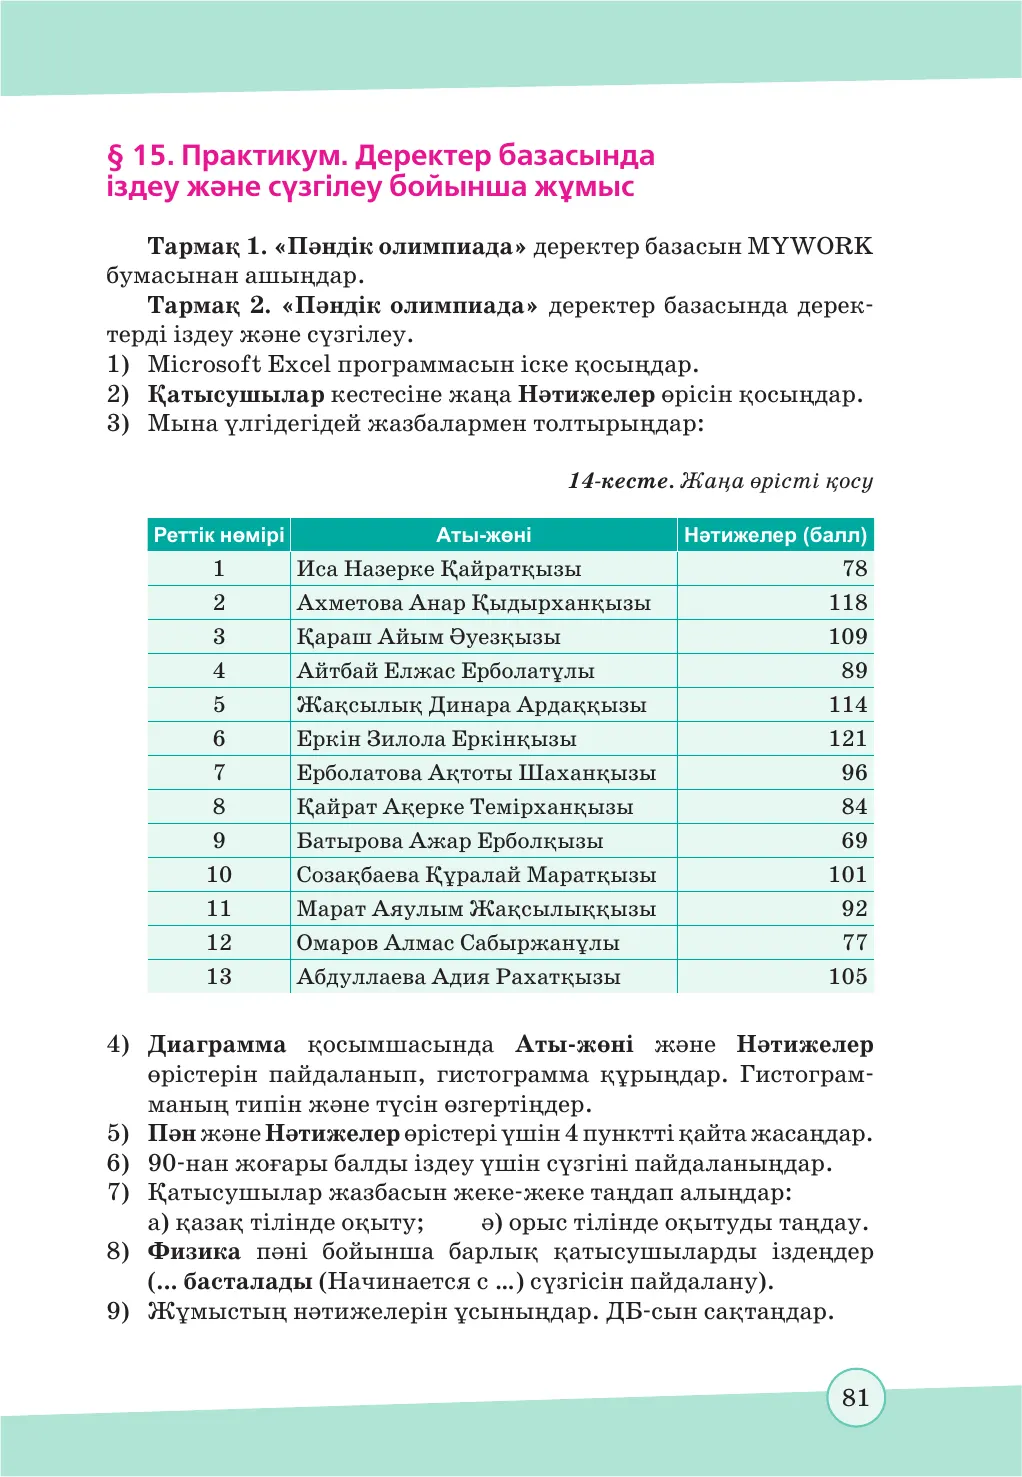 § 15. Практикум. Деректер базасында
іздеу және сүзгілеу бойынша жұмыс
Тармақ 1. «Пәндік олимпиада» деректер базасын MYWORK
бумасынан ашыңдар.
Тармақ 2. «Пәндік олимпиада» деректер базасында дерек-
терді іздеу және сүзгілеу.
1) Microsoft Excel программасын іске қосыңдар.
2) Қатысушылар кестесіне жаңа Нәтижелер өрісін қосыңдар.
3) Мына үлгідегідей жазбалармен толтырыңдар:
14-кесте. Жаңа өрісті қосу
Реттік нөмірі Аты-жөні Нәтижелер (балл)
1 Иса Назерке Қайратқызы 78
2 Ахметова Анар Қыдырханқызы 118
3 Қараш Айым Әуезқызы 109
4 Айтбай Елжас Ерболатұлы 89
5 Жақсылық Динара Ардаққызы 114
6 Еркін Зилола Еркінқызы 121
7 Ерболатова Ақтоты Шаханқызы 96
8 Қайрат Ақерке Темірханқызы 84
9 Батырова Ажар Ерболқызы 69
10 Созақбаева Құралай Маратқызы 101
11 Марат Аяулым Жақсылыққызы 92
12 Омаров Алмас Сабыржанұлы 77
13 Абдуллаева Адия Рахатқызы 105
4) Диаграмма қосымшасында Аты-жөні және Нәтижелер
өрістерін пайдаланып, гистограмма құрыңдар. Гистограм-
маның типін және түсін өзгертіңдер.
5) Пән және Нәтижелер өрістері үшін 4 пунктті қайта жасаңдар.
6) 90-нан жоғары балды іздеу үшін сүзгіні пайдаланыңдар.
7) Қатысушылар жазбасын жеке-жеке таңдап алыңдар:
а) қазақ тілінде оқыту; ә) орыс тілінде оқытуды таңдау.
8) Физика пәні бойынша барлық қатысушыларды іздеңдер
(... басталады (Начинается с ...) сүзгісін пайдалану).
9) Жұмыстың нәтижелерін ұсыныңдар. ДБ-сын сақтаңдар.
81